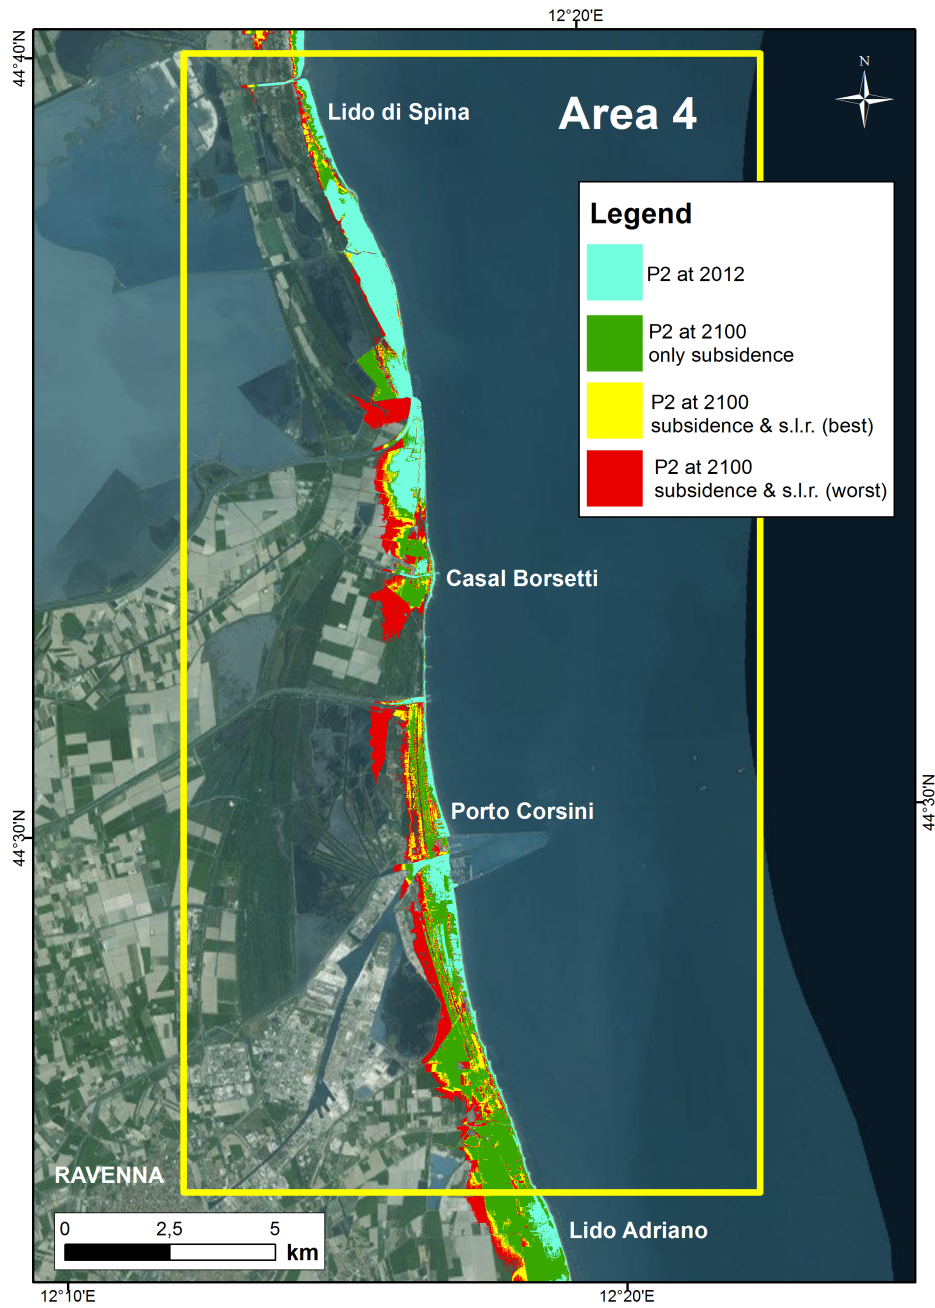 12°20'E
44°40'N
N
Lido di Spina
Area 4
Legend
P2 at 2012
P2 at 2100
only subsidence
P2 at 2100
subsidence & s.l.r. (best)
P2 at 2100
subsidence & s.l.r. (worst)
Casal Borsetti
Porto Corsini
44°30'N
44°30'N
RAVENNA
Lido Adriano
0 2,5 5
km
12°10'E
12°20'E